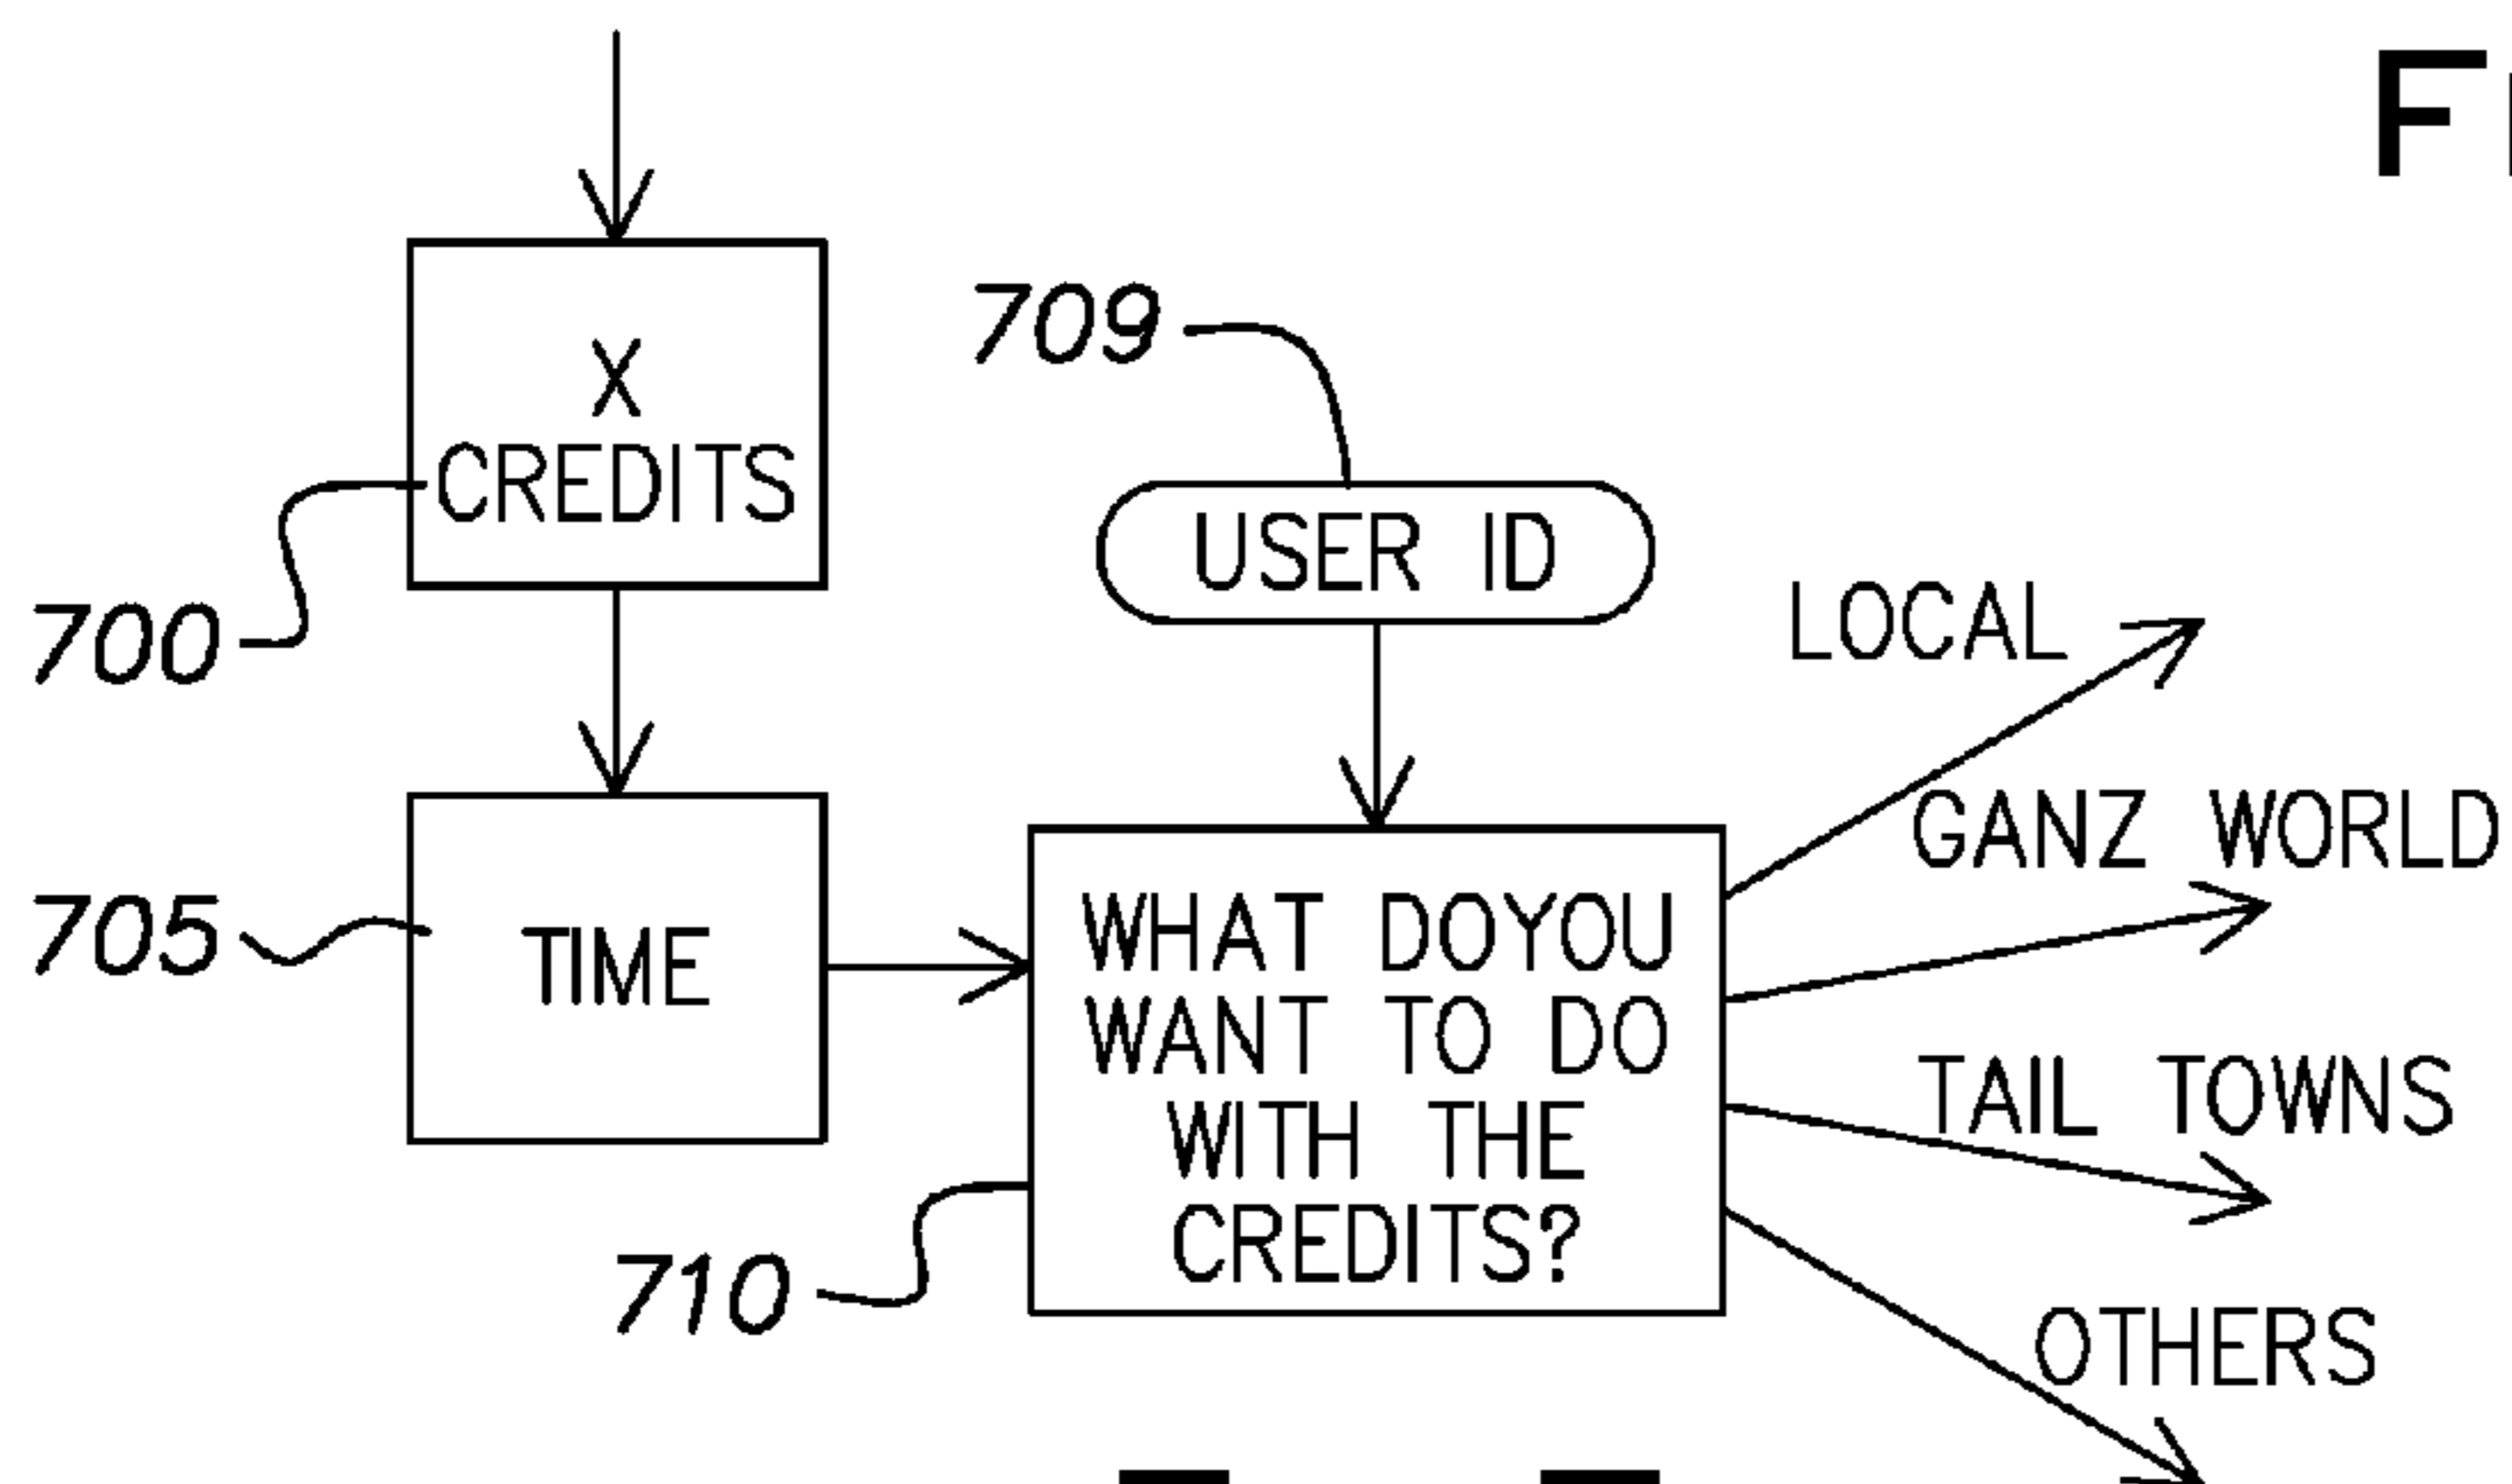 F
X
CREDITS
709
USER ID
700
LOCAL
GANZ WORLD
705
TIME
WHAT DOYOU
WANT TO DO
WITH THE
CREDITS?
TAIL TOWNS
710
OTHERS